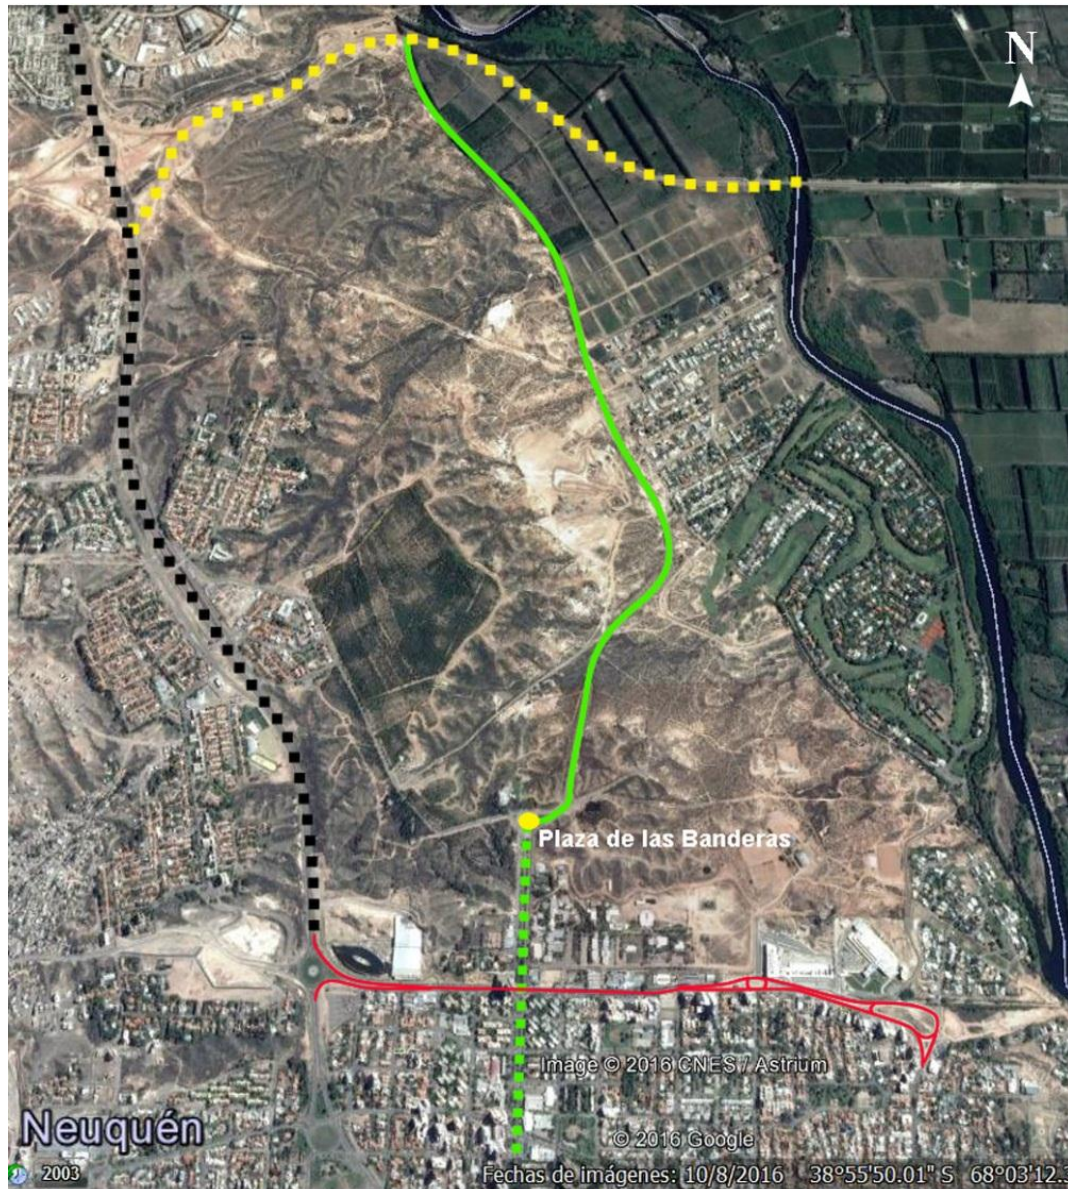 N
Plaza de las Banderas
Image © 2016 CNES / Astrium
Neuquén
© 2016 Google
2003
Fechas de imágenes: 10/8/2016 38°55'50.01" S 68°03'12.